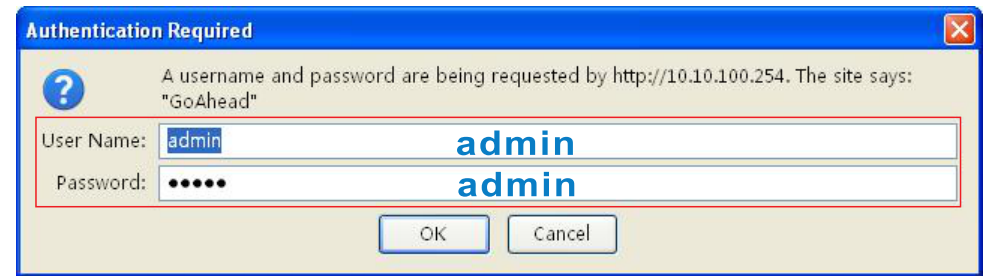 Authentication Required
A username and password are being requested by http://10.10.100.254. The site says:
"GoAhead"
User Name: admin admin
Password: ••••• admin
OK Cancel